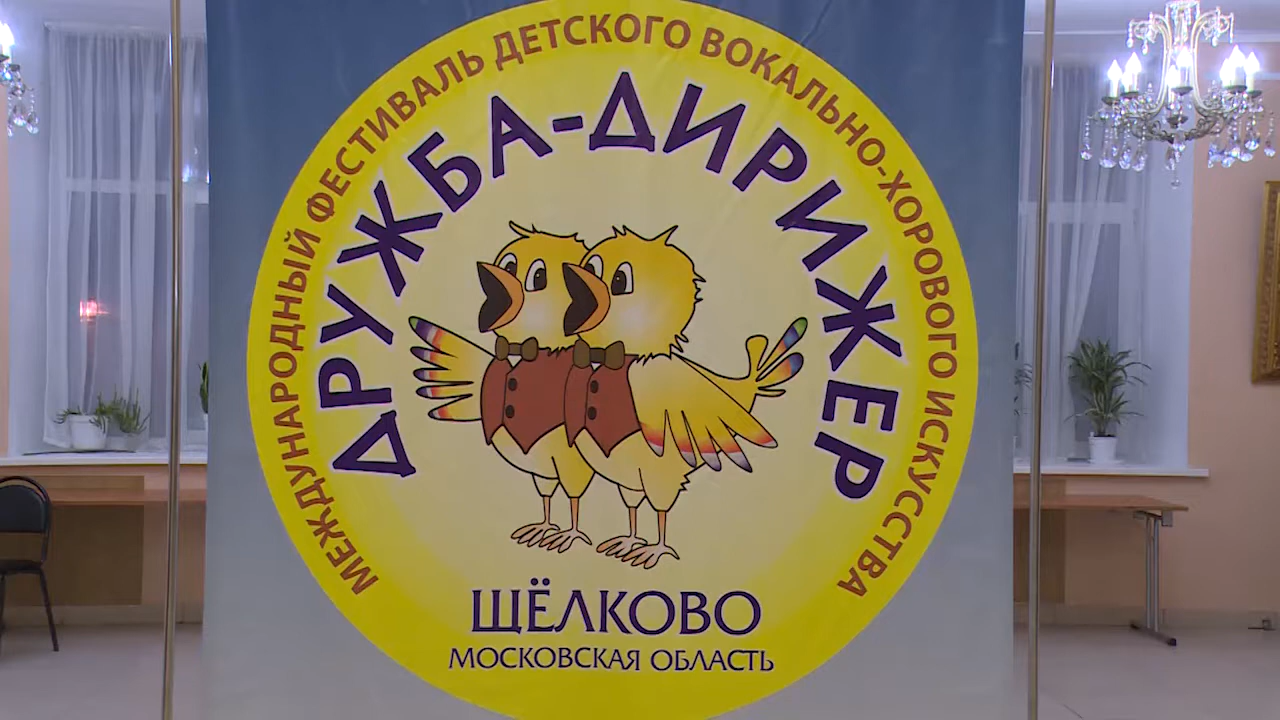 МЕЖДУНАРОДНЫЙ ФЕСТИВАЛЬ ДЕТСКОГО ВОКАЛЬНО-ХОРОВОГО ИСКУССТВА
ДРУЖБА-ДИРИЖЕР
ЩЁЛКОВО
МОСКОВСКАЯ ОБЛАСТЬ